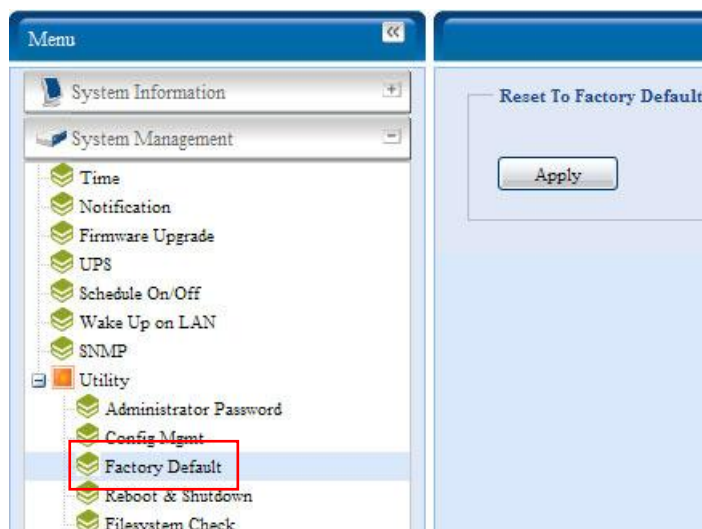 Menu
System Information
System Management
Time
Notification
Firmware Upgrade
UPS
Schedule On/Off
Wake Up on LAN
SNMP
Utility
Administrator Password
Config Mgmt
Factory Default
Reboot & Shutdown
Filesystem Check
Reset To Factory Default
Apply